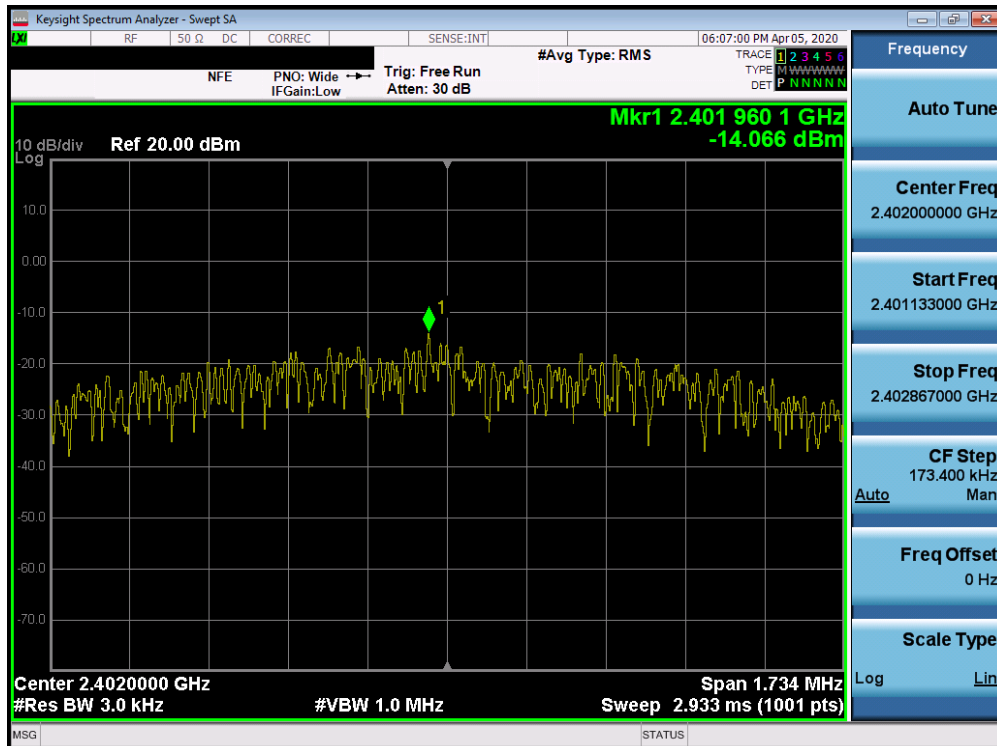 Keysight Spectrum Analyzer - Swept SA
LXI RF 50 Ω DC CORREC SENSE:INT 06:07:00 PM Apr 05, 2020
#Avg Type: RMS TRACE 1 2 3 4 5 6
NFE PNO: Wide Trig: Free Run TYPE M W W W W W
IFGain:Low Atten: 30 dB DET P N N N N N
Mkr1 2.401 960 1 GHz
10 dB/div Ref 20.00 dBm -14.066 dBm
Log
10.0
0.00
1
-10.0
-20.0
-30.0
-40.0
-50.0
-60.0
-70.0
Center 2.4020000 GHz Span 1.734 MHz
#Res BW 3.0 kHz #VBW 1.0 MHz Sweep 2.933 ms (1001 pts)
MSG STATUS
Frequency
Auto Tune
Center Freq
2.402000000 GHz
Start Freq
2.401133000 GHz
Stop Freq
2.402867000 GHz
CF Step
173.400 kHz
Auto Man
Freq Offset
0 Hz
Scale Type
Log Lin